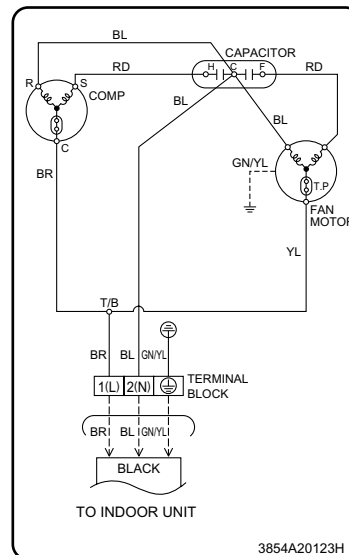 BL
CAPACITOR
RD H C F RD
R S
COMP
BL
BL
C
GN/YL
T.P
BR
FAN
MOTOR
YL
T/B
BR BL GN/YL
1(L) 2(N)
TERMINAL
BLOCK
BR BL GN/YL
BLACK
TO INDOOR UNIT
3854A20123H